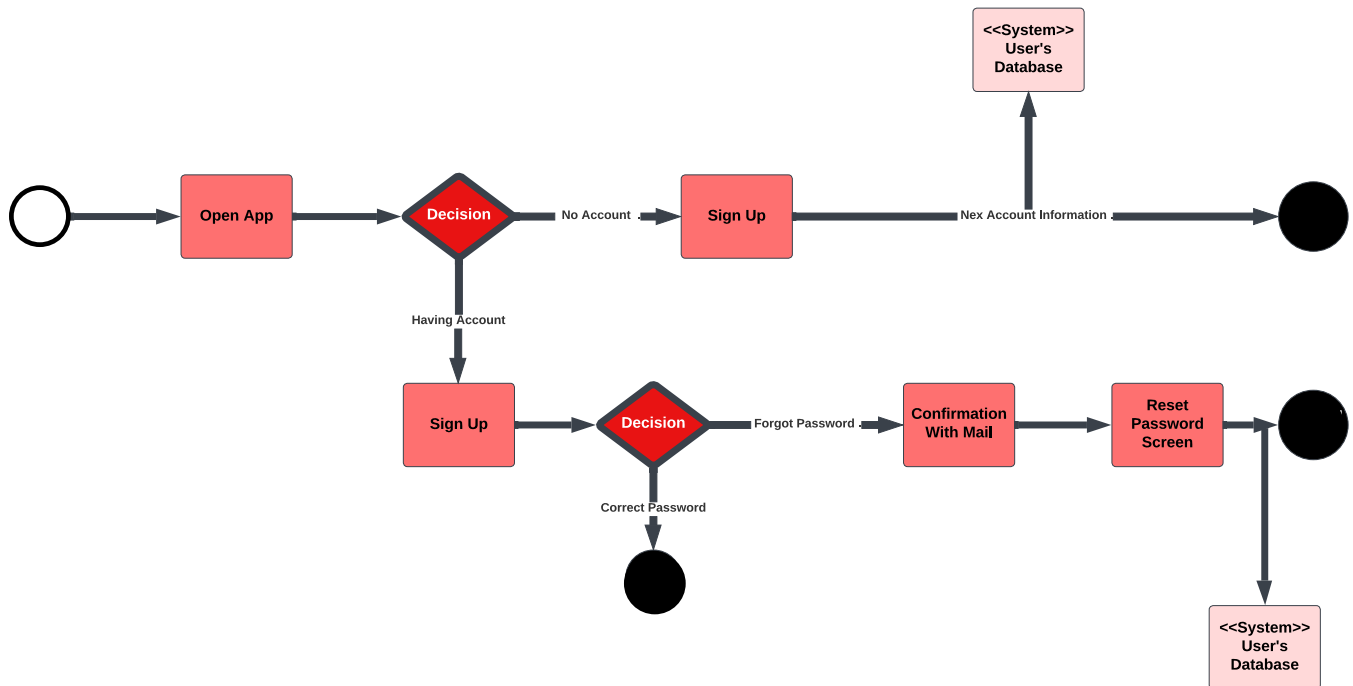 <<System>>
User's
Database
Open App
Decision
No Account
Sign Up
Nex Account Information
Having Account
Sign Up
Decision
Forgot Password
Confirmation
With Mail
Reset
Password
Screen
Correct Password
<<System>>
User's
Database